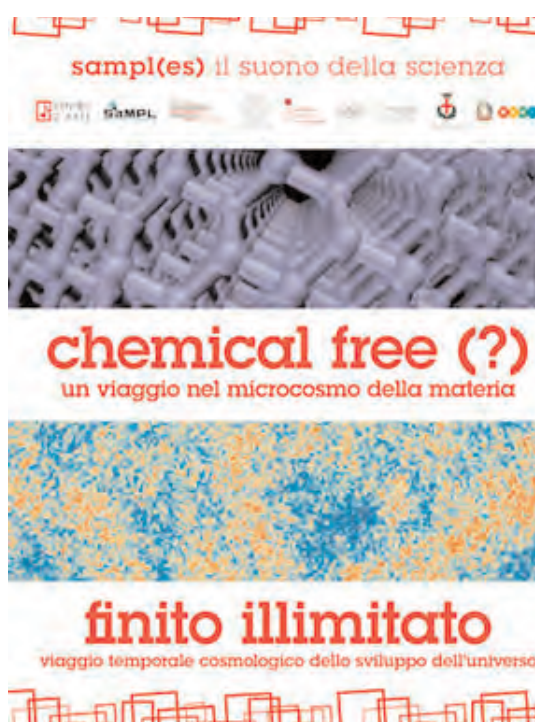 sampl(es) il suono della scienza
SaMPL
chemical free (?)
un viaggio nel microcosmo della materia
finito illimitato
viaggio temporale cosmologico dello sviluppo dell'universo